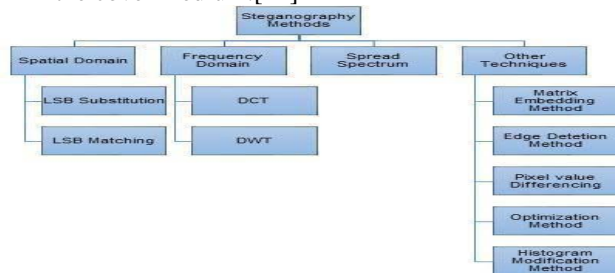 Steganography
Methods
Spatial Domain
Frequency
Domain
Spread
Spectrum
Other
Techniques
LSB Substitution
LSB Matching
DCT
DWT
Matrix
Embedding
Method
Edge Detetion
Method
Pixel value
Differencing
Optimization
Method
Histogram
Modification
Method